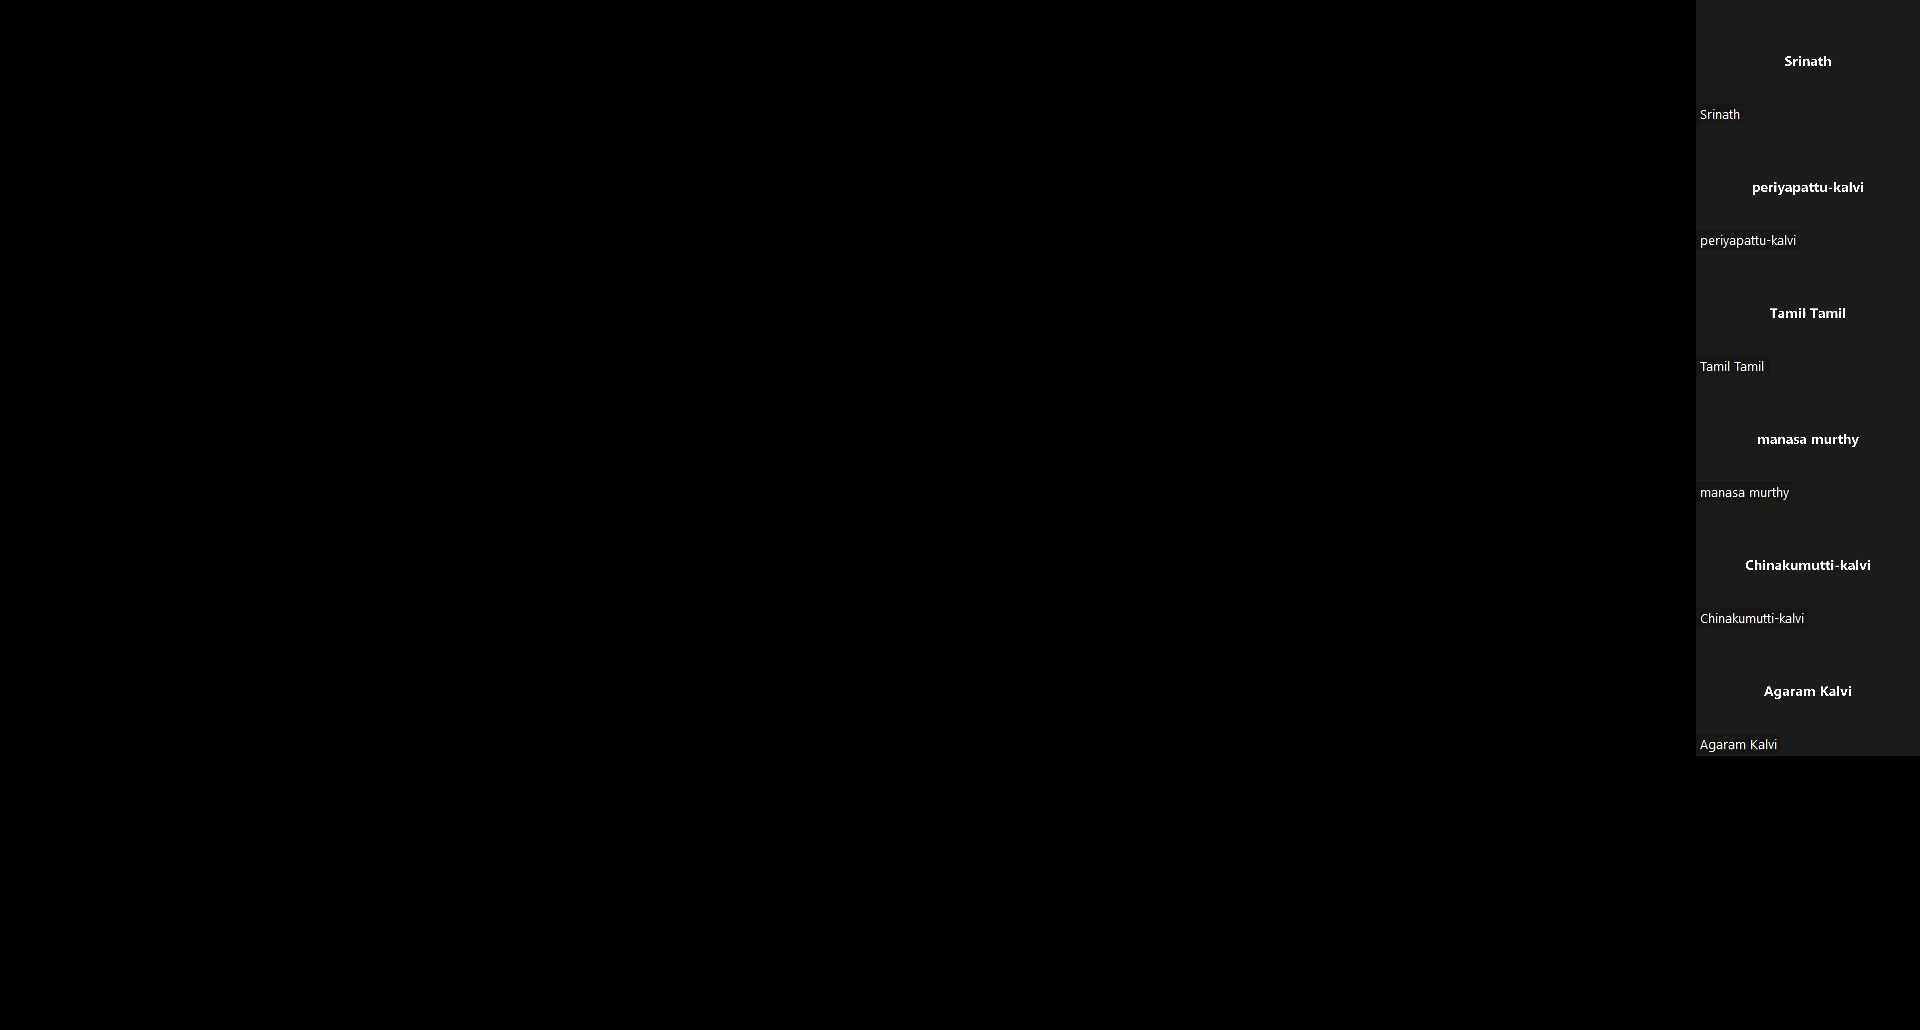 Srinath
Srinath
periyapattu-kalvi
periyapattu-kalvi
Tamil Tamil
Tamil Tamil
manasa murthy
manasa murthy
Chinakumutti-kalvi
Chinakumutti-kalvi
Agaram Kalvi
Agaram Kalvi